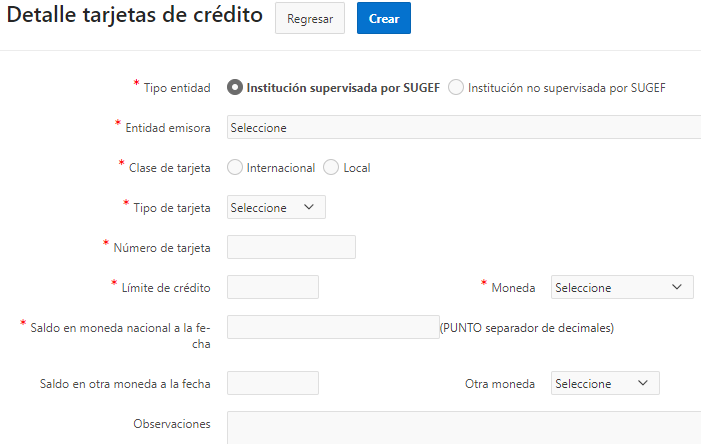 Detalle tarjetas de crédito Regresar Crear
* Tipo entidad Institución supervisada por SUGEF Institución no supervisada por SUGEF
* Entidad emisora Seleccione
* Clase de tarjeta Internacional Local
* Tipo de tarjeta Seleccione
* Número de tarjeta
* Límite de crédito * Moneda Seleccione
* Saldo en moneda nacional a la fe- (PUNTO separador de decimales)
cha
Saldo en otra moneda a la fecha Otra moneda Seleccione
Observaciones